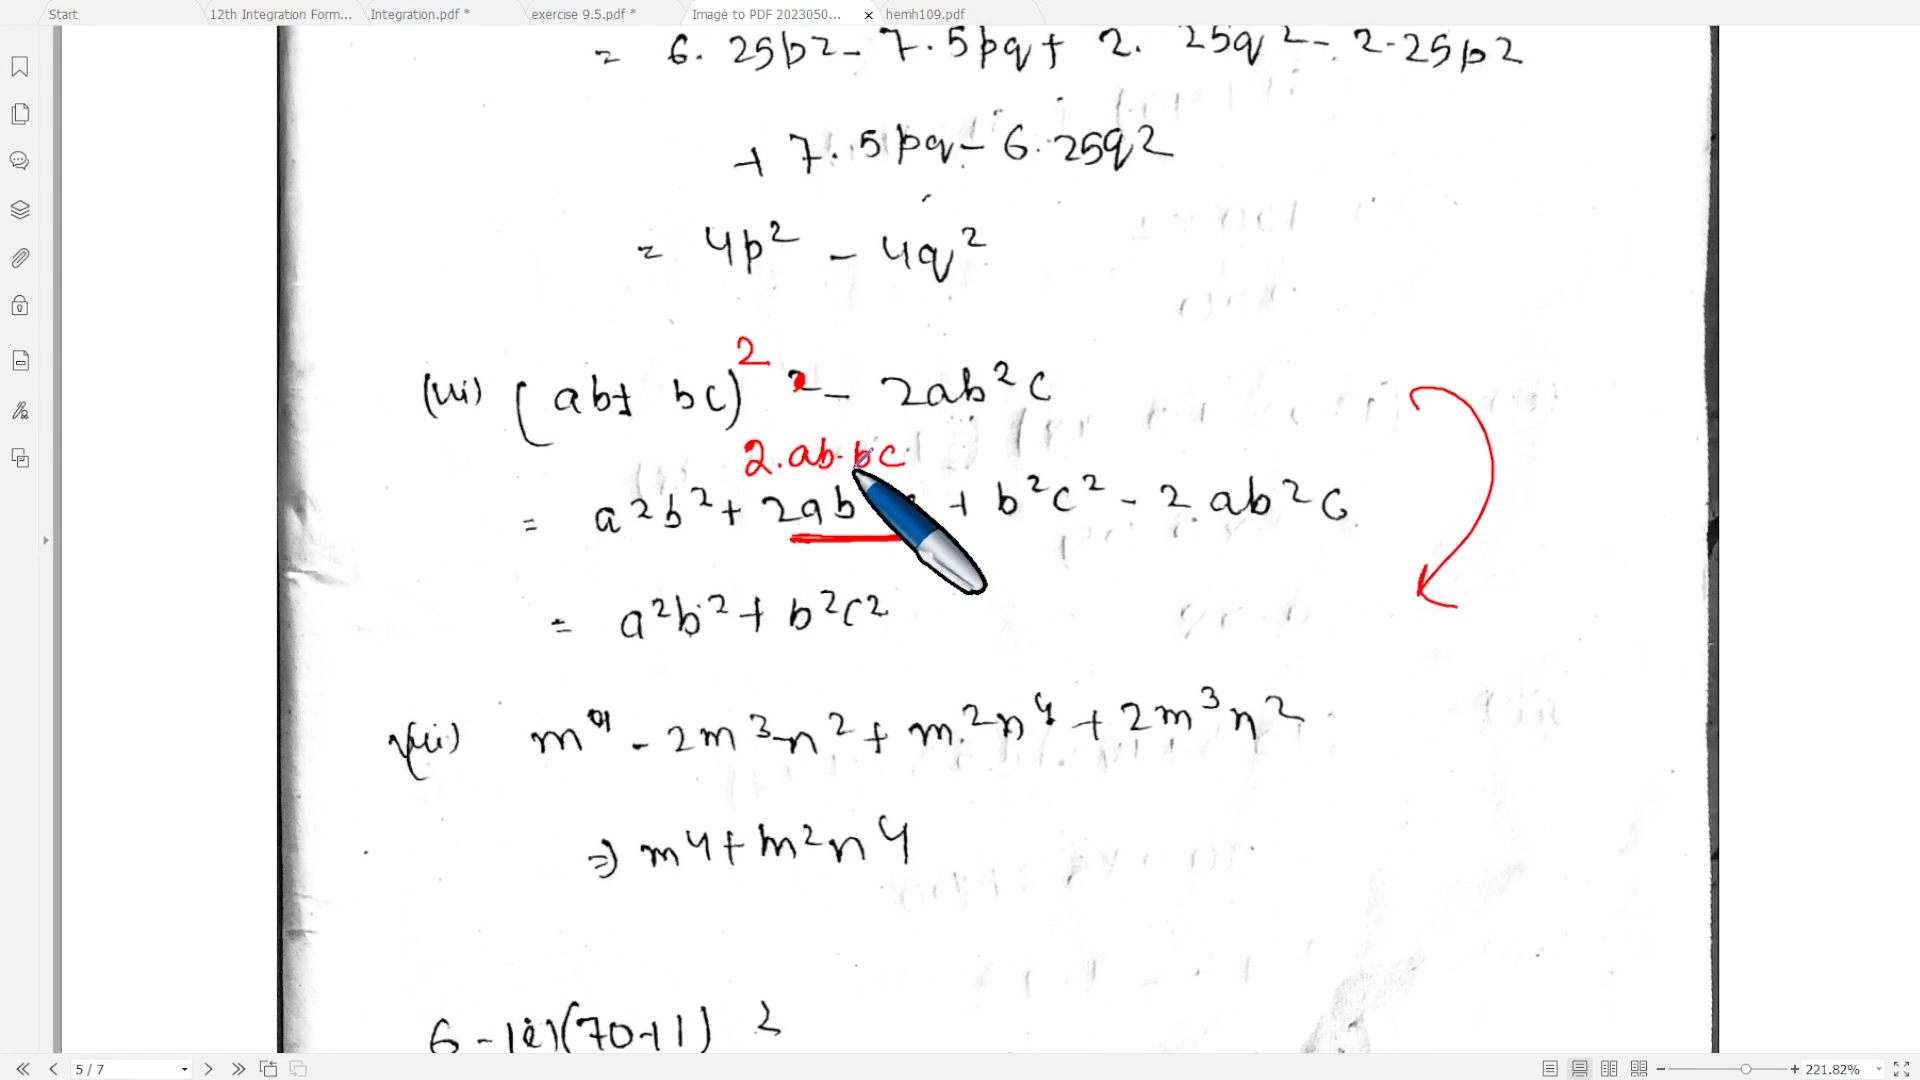 Start 12th Integration Form... Integration.pdf * exercise 9.5.pdf * Image to PDF 2023050... × hemh109.pdf
= 6.25p2 - 7.5pq + 2.25q2 - 2.25p2
+ 7.5pq - 6.25q2
= 4p² - 4q²
2
(vi) (ab+ bc) 2 - 2ab²c
2.ab.bc
= a²b² + 2ab + b²c² - 2ab²c
= a²b² + b²c²
v(ii) m⁴ - 2m³n² + m²n⁴ + 2m³n²
⇒ m4 + m²n4
6 - (i) (70+1) 2
5 / 7 221.82%